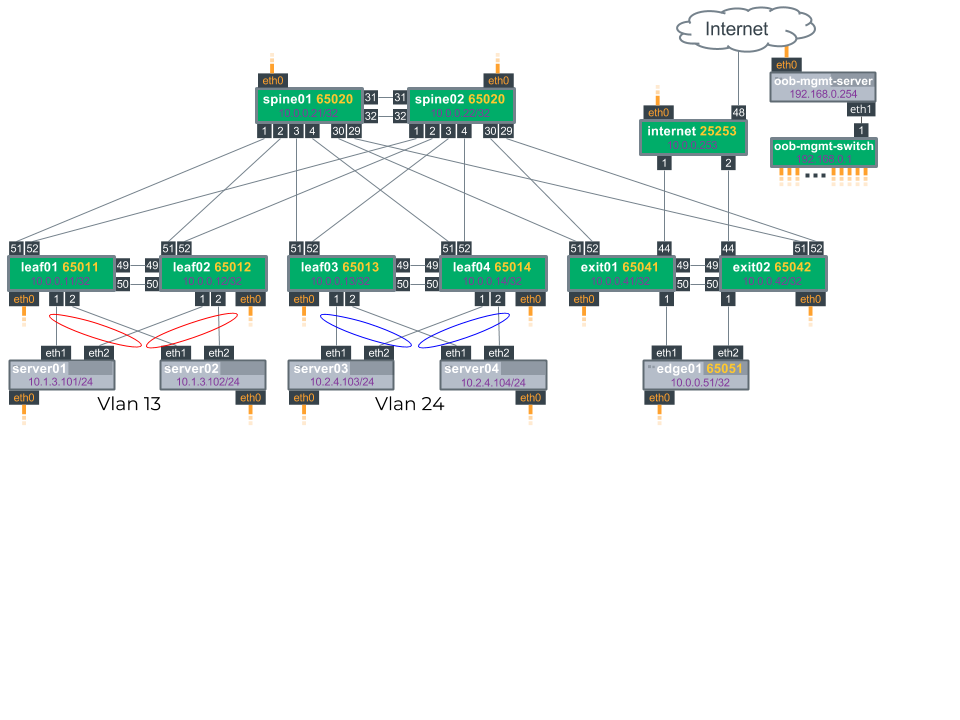 Internet
eth0
eth0
eth0
eth0
oob-mgmt-server
192.168.0.254
spine01 65020
10.0.0.21/32
31 31
32 32
spine02 65020
10.0.0.22/32
1 2 3 4 30 29
1 2 3 4 30 29
48
internet 25253
10.0.0.253
1 2
eth1
1
oob-mgmt-switch
192.168.0.1
51 52
51 52
51 52
51 52
51 52
44
44
51 52
leaf01 65011
10.0.0.11/32
49 49
50 50
leaf02 65012
10.0.0.12/32
leaf03 65013
10.0.0.13/32
49 49
50 50
leaf04 65014
10.0.0.14/32
exit01 65041
10.0.0.41/32
49 49
50 50
exit02 65042
10.0.0.42/32
eth0 1 2
1 2 eth0
eth0 1 2
1 2 eth0
eth0 1
1 eth0
eth1 eth2
eth1 eth2
eth1 eth2
eth1 eth2
eth1 eth2
server01
10.1.3.101/24
server02
10.1.3.102/24
server03
10.2.4.103/24
server04
10.2.4.104/24
edge01 65051
10.0.0.51/32
eth0
Vlan 13
eth0
eth0
Vlan 24
eth0
eth0